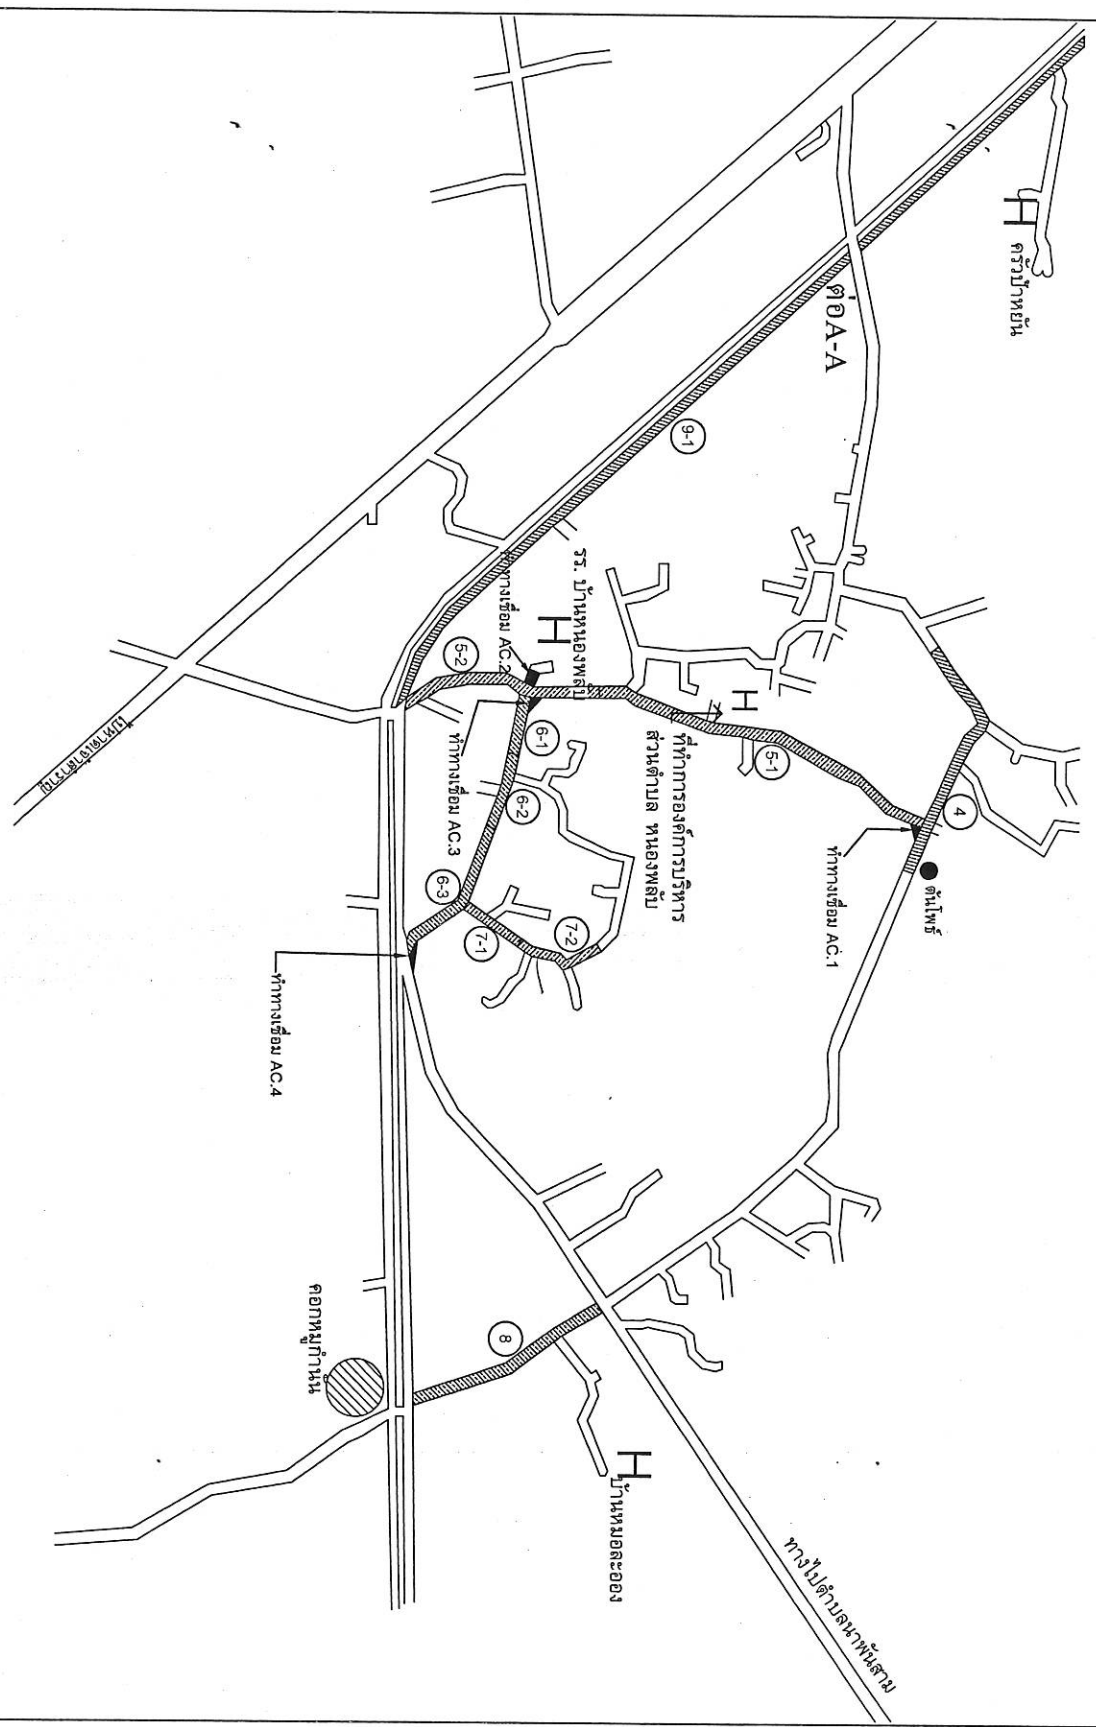 ครัวป้าหยัน
ต่อA-A
9-1
4
ต้นโพธิ์
ทำทางเชื่อม AC.1
รร. บ้านหนองพลับ
ทำทางเชื่อม AC.2
5-2
5-1
ที่ทำการองค์การบริหาร
ส่วนตำบล หนองพลับ
6-1
ทำทางเชื่อม AC.3
6-2
6-3
7-1
7-2
ทำทางเชื่อม AC.4
8
คอกหมูกำนัน
บ้านหมอละออง
ทางไปตำบลนาพันสาม